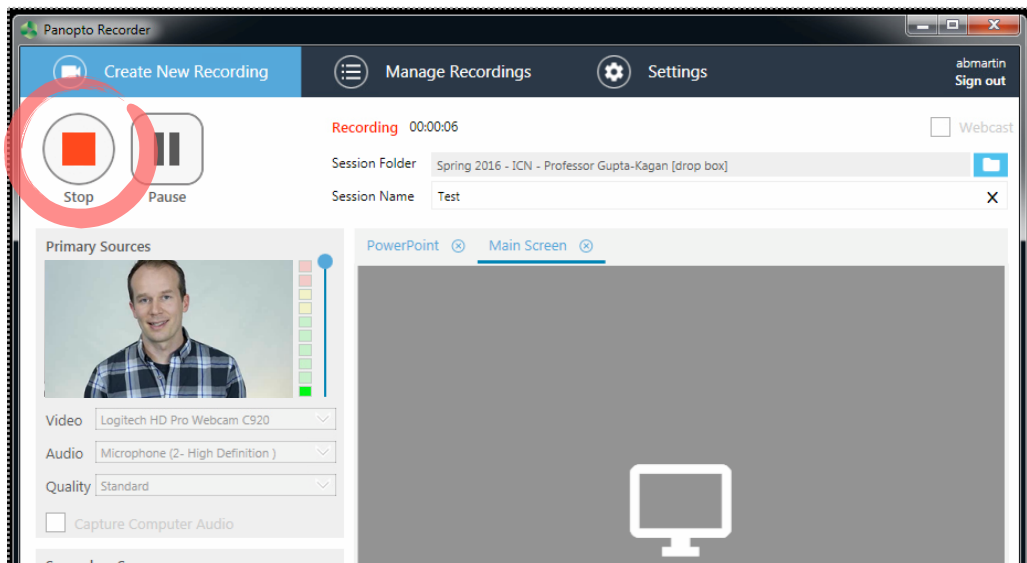 Panopto Recorder
Create New Recording
Manage Recordings
Settings
abmartin
Sign out
Recording 00:00:06
Webcast
Stop
Pause
Session Folder Spring 2016 - ICN - Professor Gupta-Kagan [drop box]
Session Name Test
Primary Sources
PowerPoint
Main Screen
Video Logitech HD Pro Webcam C920
Audio Microphone (2- High Definition )
Quality Standard
Capture Computer Audio